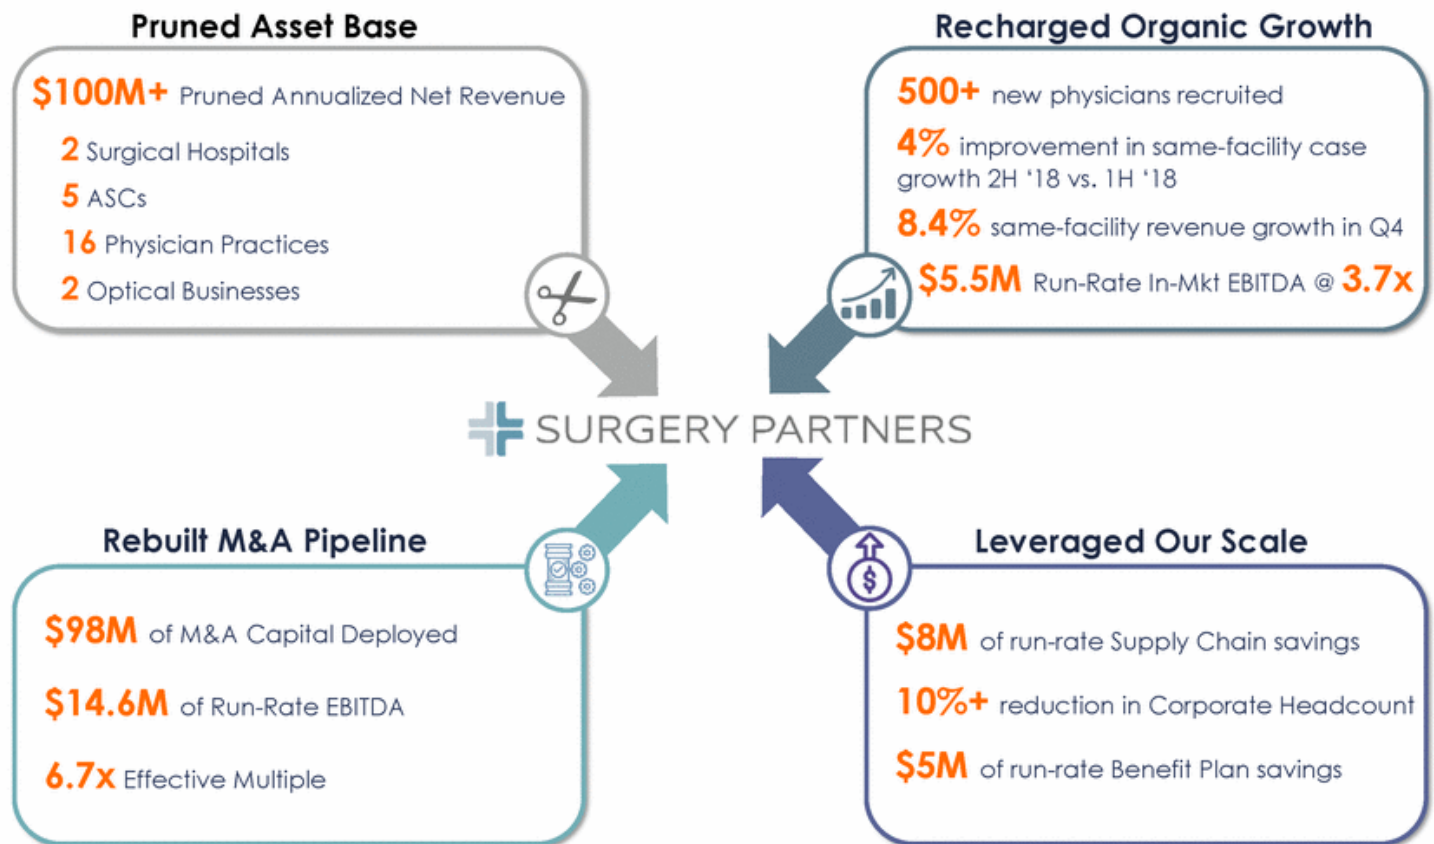 Pruned Asset Base
$100M+ Pruned Annualized Net Revenue
2 Surgical Hospitals
5 ASCs
16 Physician Practices
2 Optical Businesses
Recharged Organic Growth
500+ new physicians recruited
4% improvement in same-facility case
growth 2H ‘18 vs. 1H ‘18
8.4% same-facility revenue growth in Q4
$5.5M Run-Rate In-Mkt EBITDA @ 3.7x
SURGERY PARTNERS
Rebuilt M&A Pipeline
$98M of M&A Capital Deployed
$14.6M of Run-Rate EBITDA
6.7x Effective Multiple
Leveraged Our Scale
$
$8M of run-rate Supply Chain savings
10%+ reduction in Corporate Headcount
$5M of run-rate Benefit Plan savings